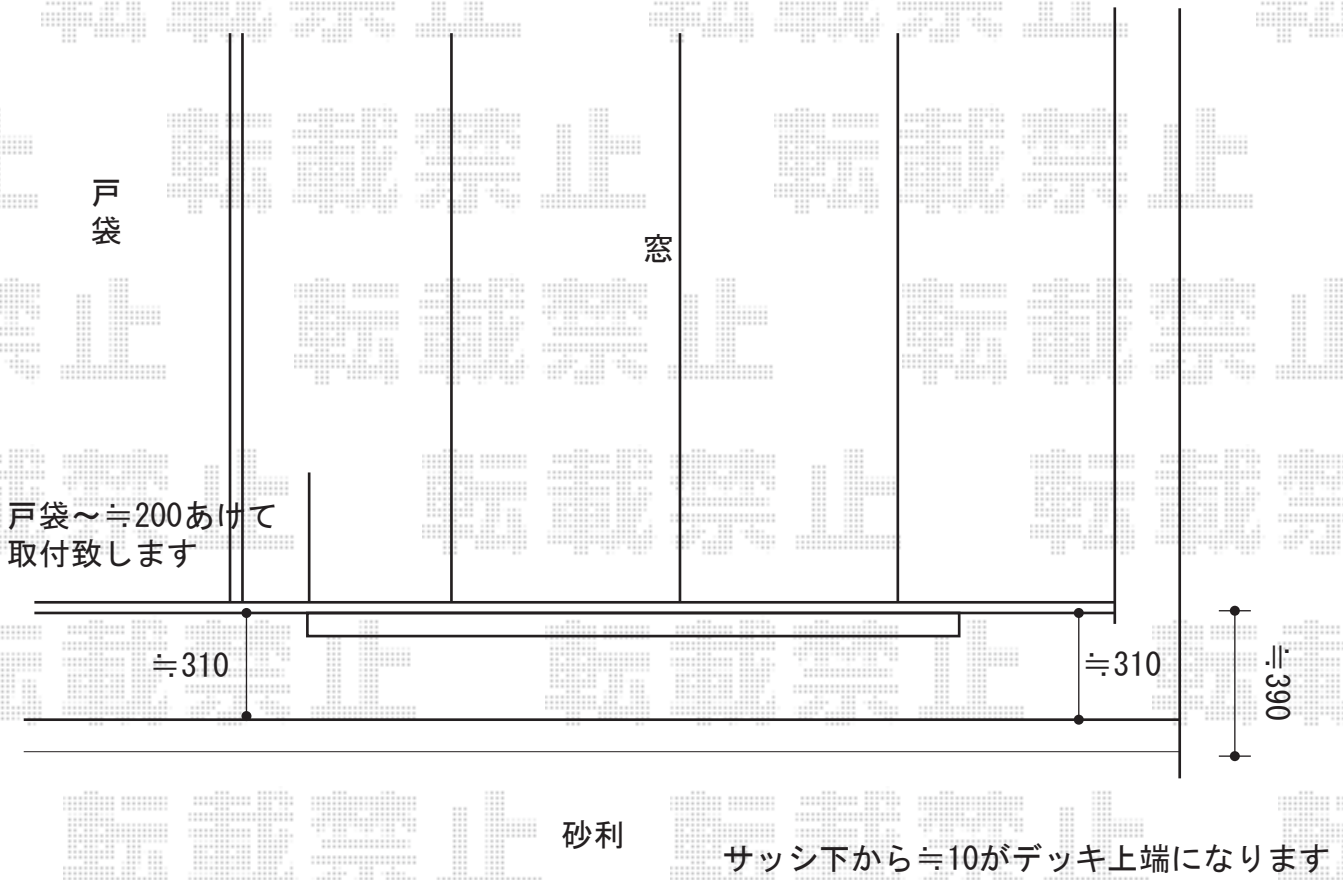 転載禁止
戸袋
窓
戸袋～≒200あけて
取付致します
≒310
≒310
≒390
砂利
サッシ下から≒10がデッキ上端になります